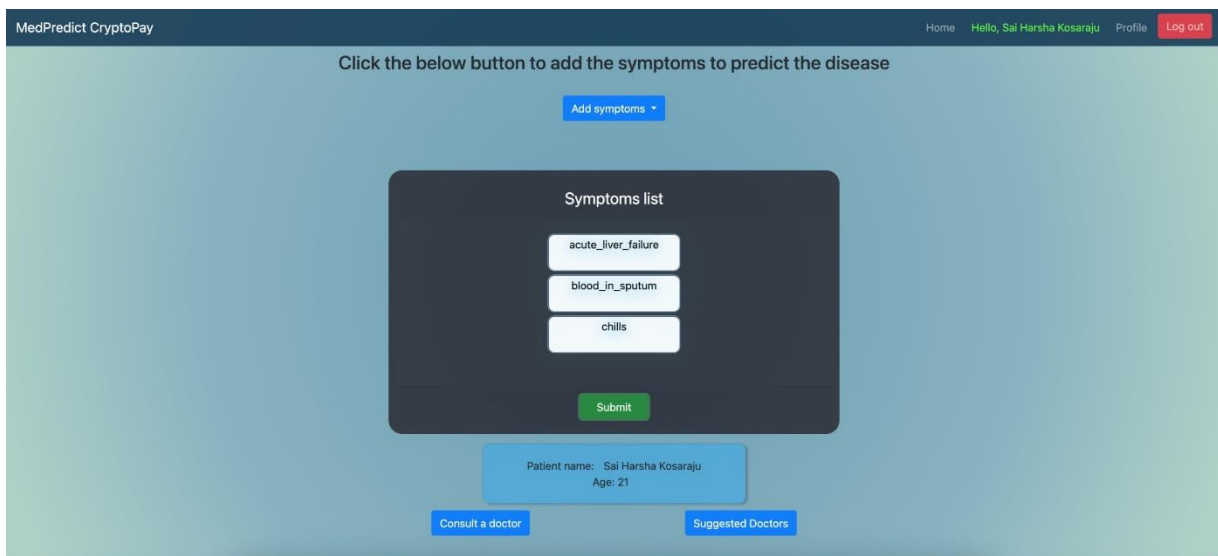 MedPredict CryptoPay
Home Hello, Sai Harsha Kosaraju Profile Log out
Click the below button to add the symptoms to predict the disease
Add symptoms
Symptoms list
acute_liver_failure
blood_in_sputum
chills
Submit
Patient name: Sai Harsha Kosaraju
Age: 21
Consult a doctor Suggested Doctors